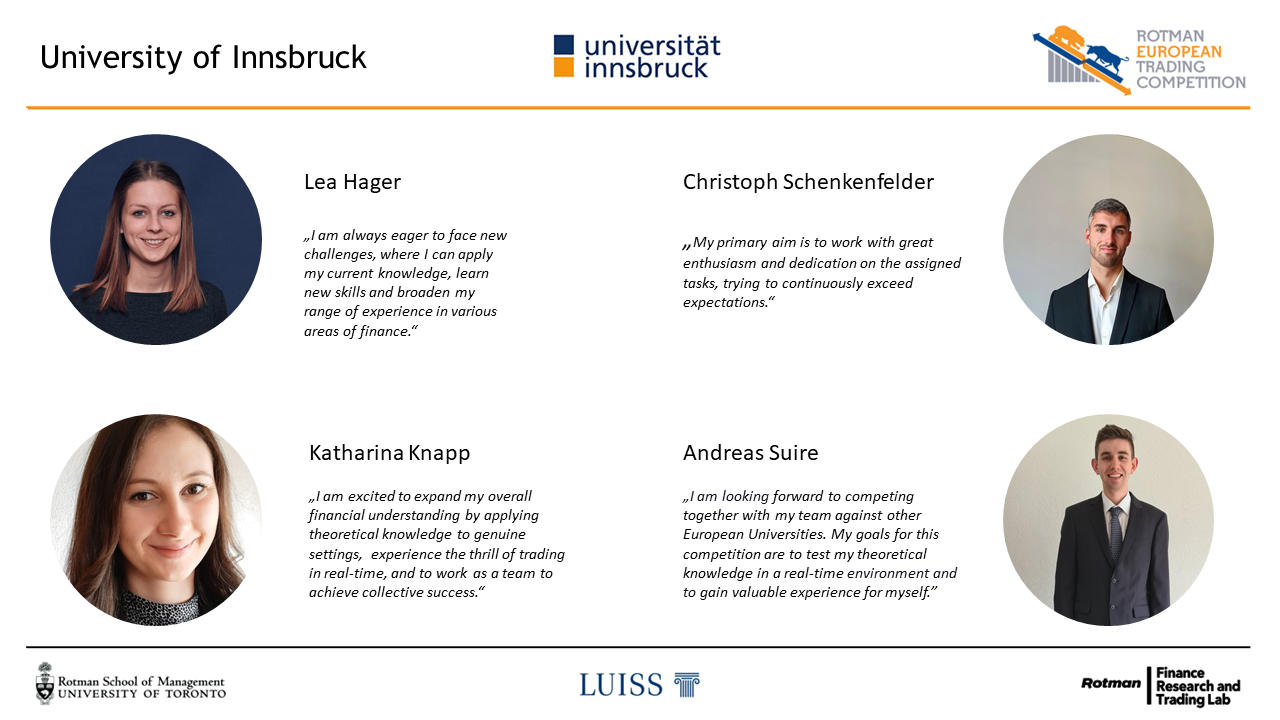 University of Innsbruck
universität
innsbruck
ROTMAN
EUROPEAN
TRADING
COMPETITION
Lea Hager
„I am always eager to face new
challenges, where I can apply
my current knowledge, learn
new skills and broaden my
range of experience in various
areas of finance.“
Christoph Schenkenfelder
„My primary aim is to work with great
enthusiasm and dedication on the assigned
tasks, trying to continuously exceed
expectations.“
Katharina Knapp
„I am excited to expand my overall
financial understanding by applying
theoretical knowledge to genuine
settings,  experience the thrill of trading
in real-time, and to work as a team to
achieve collective success.“
Andreas Suire
„I am looking forward to competing
together with my team against other
European Universities. My goals for this
competition are to test my theoretical
knowledge in a real-time environment and
to gain valuable experience for myself.”
Rotman School of Management
UNIVERSITY OF TORONTO
LUISS
Rotman
Finance
Research and
Trading Lab